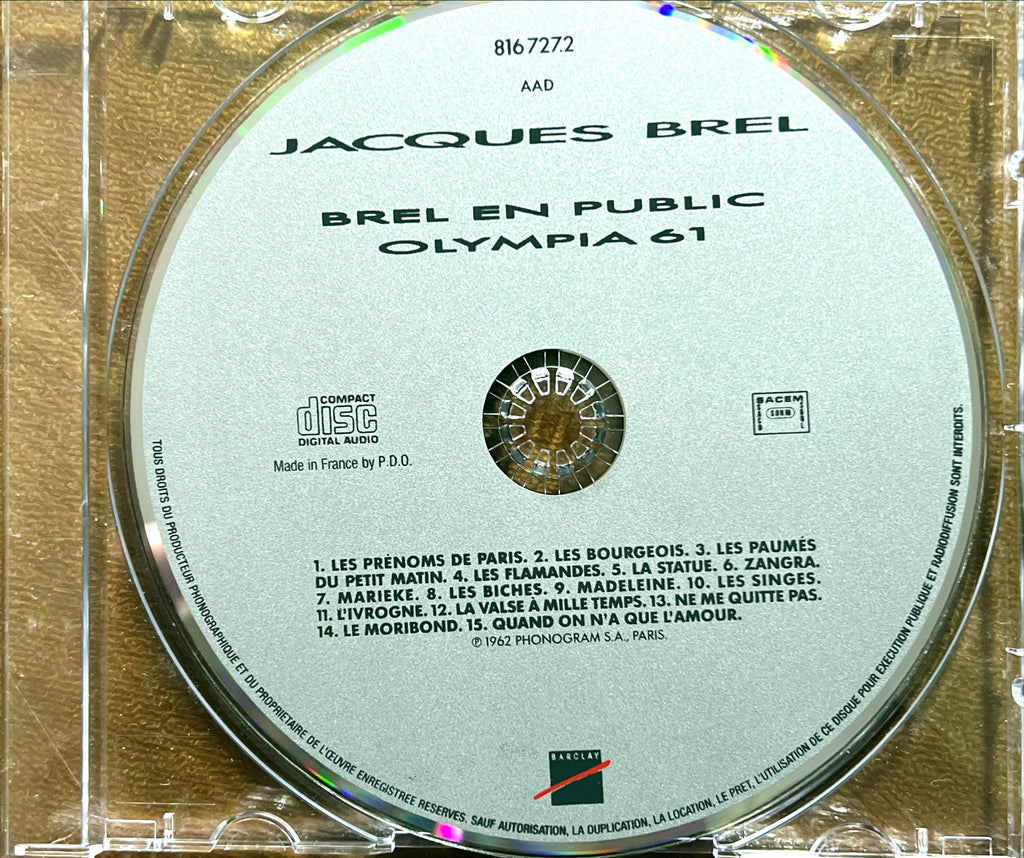 816 727.2
AAD
JACQUES BREL
BREL EN PUBLIC
OLYMPIA 61
COMPACT
disc
DIGITAL AUDIO
Made in France by P.D.O.
SACEM
SDRM
SACD
1. LES PRÉNOMS DE PARIS. 2. LES BOURGEOIS. 3. LES PAUMÉS
DU PETIT MATIN. 4. LES FLAMANDES. 5. LA STATUE. 6. ZANGRA.
7. MARIEKE. 8. LES BICHES. 9. MADELEINE. 10. LES SINGES.
11. L'IVROGNE. 12. LA VALSE À MILLE TEMPS. 13. NE ME QUITTE PAS.
14. LE MORIBOND. 15. QUAND ON N'A QUE L'AMOUR.
℗ 1962 PHONOGRAM S.A., PARIS.
BARCLAY
TOUS DROITS DU PRODUCTEUR PHONOGRAPHIQUE ET DU PROPRIETAIRE DE L'ŒUVRE ENREGISTREE RESERVES. SAUF AUTORISATION, LA DUPLICATION, LA LOCATION, LE PRET, L'UTILISATION DE CE DISQUE POUR EXECUTION PUBLIQUE ET RADIODIFFUSION SONT INTERDITS.